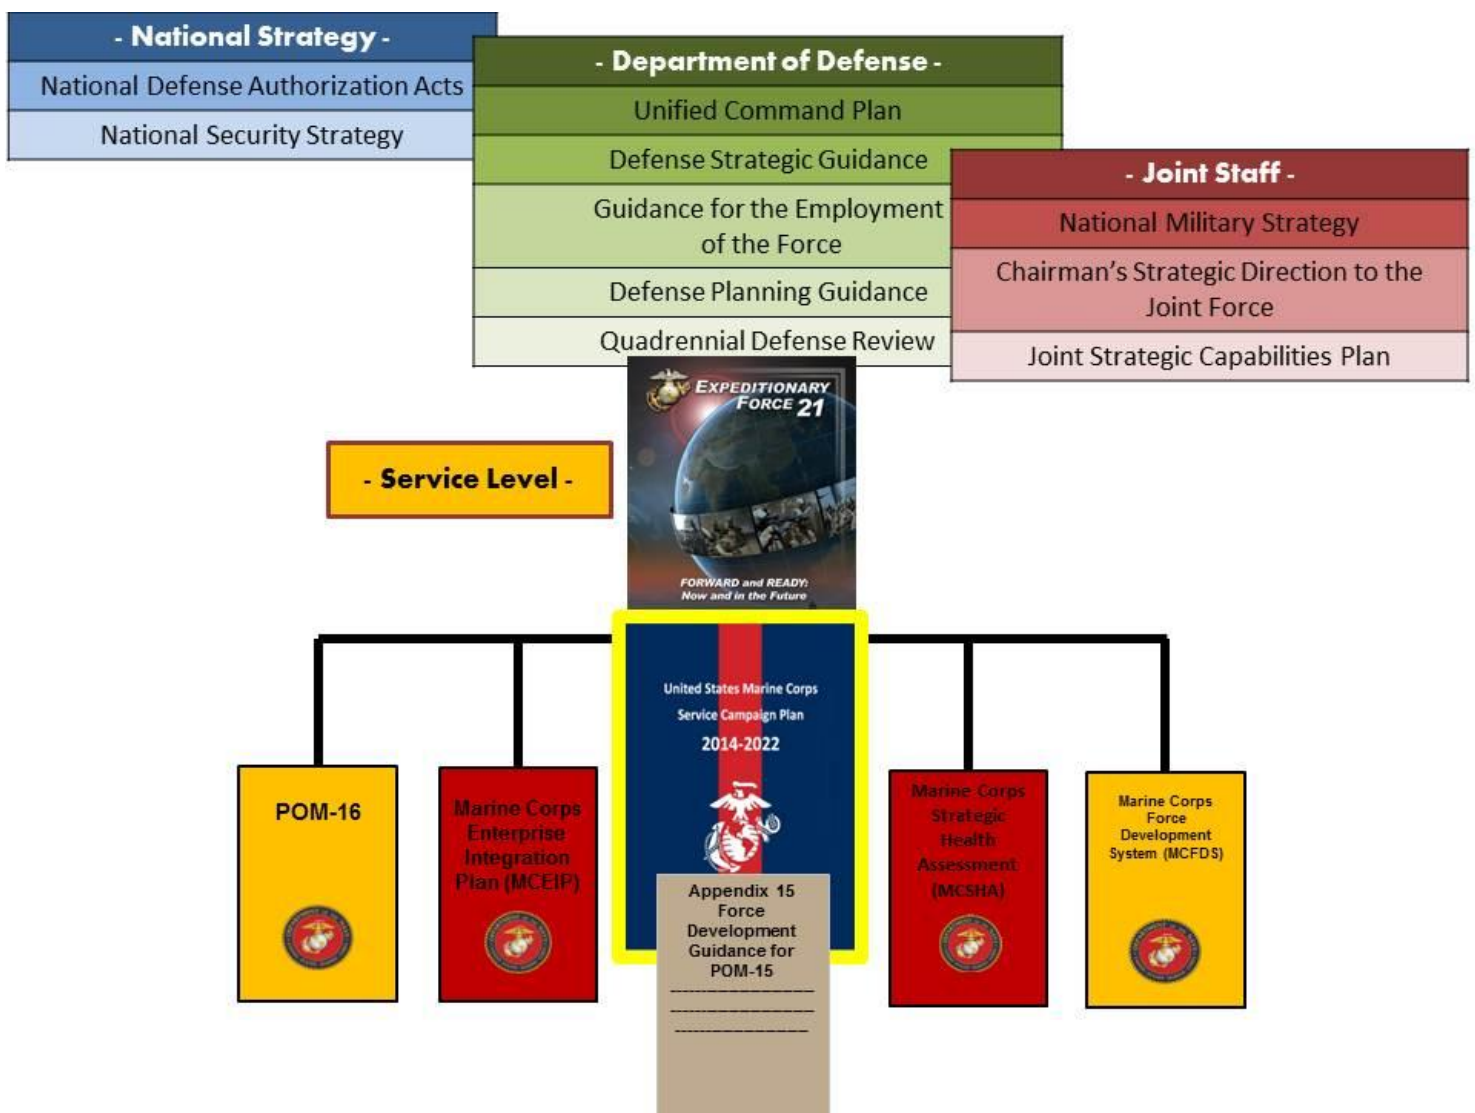 - National Strategy -
National Defense Authorization Acts
National Security Strategy
- Department of Defense -
Unified Command Plan
Defense Strategic Guidance
Guidance for the Employment
of the Force
Defense Planning Guidance
Quadrennial Defense Review
- Joint Staff -
National Military Strategy
Chairman’s Strategic Direction to the
Joint Force
Joint Strategic Capabilities Plan
EXPEDITIONARY
FORCE 21
FORWARD and READY:
Now and in the Future
- Service Level -
United States Marine Corps
Service Campaign Plan
2014-2022
POM-16
Marine Corps
Enterprise
Integration
Plan (MCEIP)
Appendix 15
Force
Development
Guidance for
POM-15
Marine Corps
Strategic
Health
Assessment
(MCSHA)
Marine Corps
Force
Development
System (MCFDS)